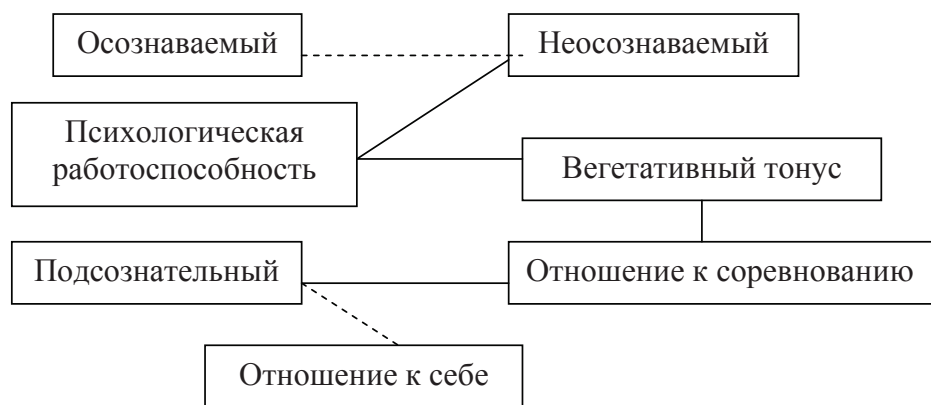 Осознаваемый
Неосознаваемый
Психологическая
работоспособность
Вегетативный тонус
Подсознательный
Отношение к соревнованию
Отношение к себе